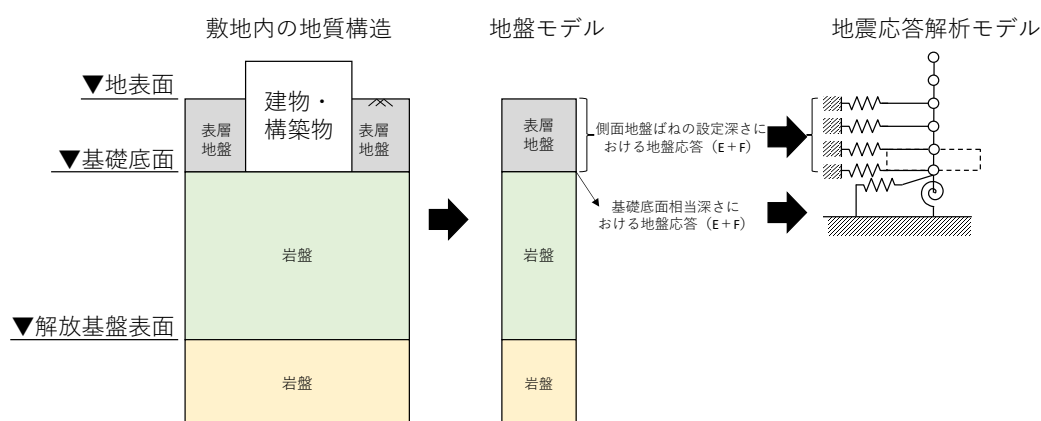 敷地内の地質構造
地盤モデル
地震応答解析モデル
▼地表面
建物・
構築物
表層
地盤
表層
地盤
▼基礎底面
岩盤
▼解放基盤表面
岩盤
表層
地盤
側面地盤ばねの設定深さに
おける地盤応答（E＋F）
基礎底面相当深さに
おける地盤応答（E＋F）
岩盤
岩盤